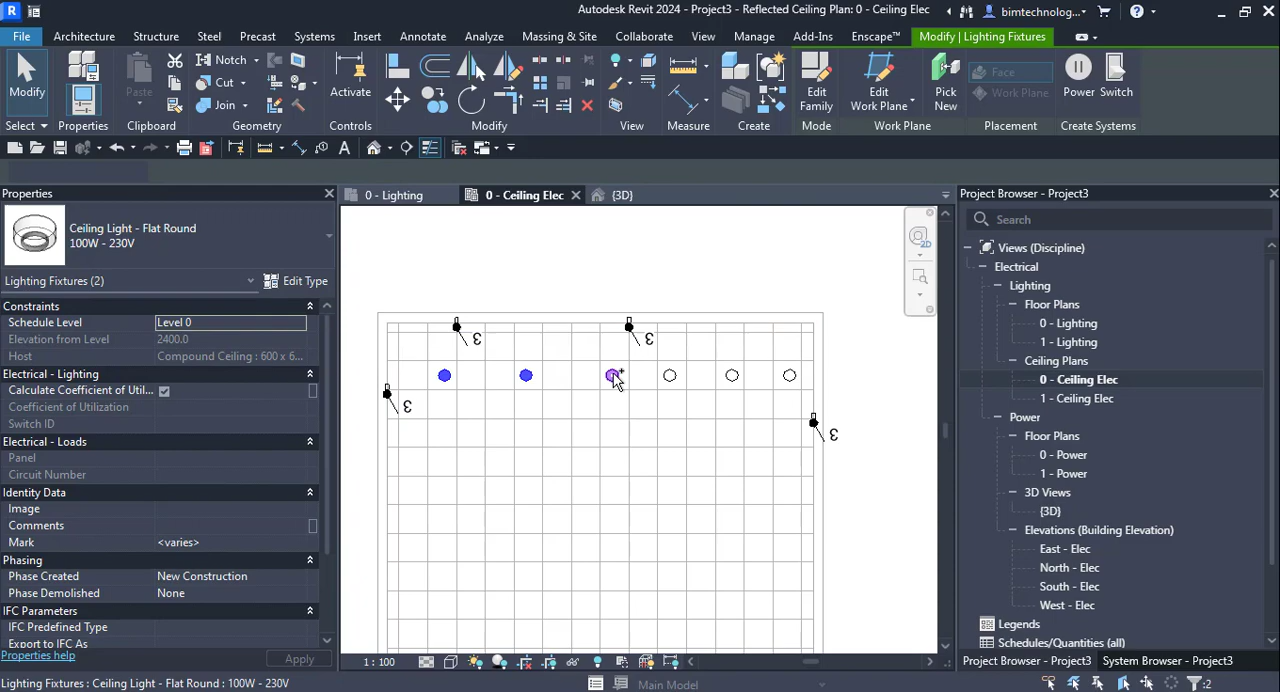 R
Autodesk Revit 2024 - Project3 - Reflected Ceiling Plan: 0 - Ceiling Elec
bimtechnolog...
File Architecture Structure Steel Precast Systems Insert Annotate Analyze Massing & Site Collaborate View Manage Add-Ins Enscape™ Modify | Lighting Fixtures
Modify
Paste
Notch
Cut
Join
Activate
Edit
Family
Edit
Work Plane
Pick
New
Face
Work Plane
Power Switch
Select Properties Clipboard Geometry Controls Modify View Measure Create Mode Work Plane Placement Create Systems
A
Properties
0 - Lighting 0 - Ceiling Elec {3D}
Project Browser - Project3
Ceiling Light - Flat Round
100W - 230V
Lighting Fixtures (2) Edit Type
Constraints
Schedule Level Level 0
Elevation from Level 2400.0
Host Compound Ceiling : 600 x 6...
Electrical - Lighting
Calculate Coefficient of Util...
Coefficient of Utilization
Switch ID
Electrical - Loads
Panel
Circuit Number
Identity Data
Image
Comments
Mark <varies>
Phasing
Phase Created New Construction
Phase Demolished None
IFC Parameters
IFC Predefined Type
Export to IFC As
Properties help Apply
2D
3 3
3
3
Search
Views (Discipline)
Electrical
Lighting
Floor Plans
0 - Lighting
1 - Lighting
Ceiling Plans
0 - Ceiling Elec
1 - Ceiling Elec
Power
Floor Plans
0 - Power
1 - Power
3D Views
{3D}
Elevations (Building Elevation)
East - Elec
North - Elec
South - Elec
West - Elec
Legends
Schedules/Quantities (all)
1 : 100
Project Browser - Project3 System Browser - Project3
Lighting Fixtures : Ceiling Light - Flat Round : 100W - 230V
Main Model
:2